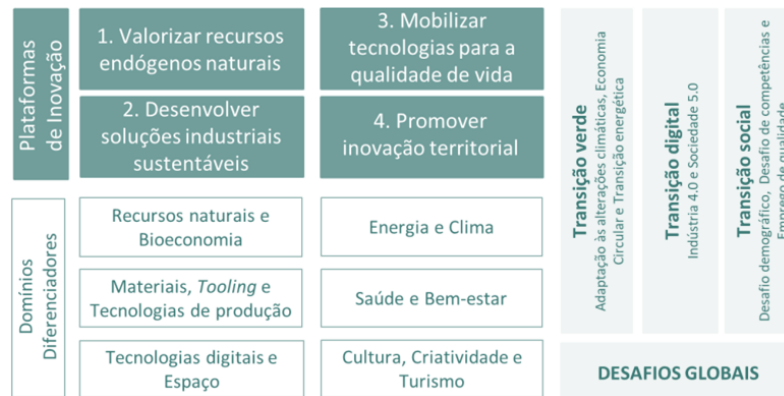 Plataformas
de Inovação
1. Valorizar recursos
endógenos naturais
3. Mobilizar
tecnologias para a
qualidade de vida
2. Desenvolver
soluções industriais
sustentáveis
4. Promover
inovação territorial
Domínios
Diferenciadores
Recursos naturais e
Bioeconomia
Energia e Clima
Materiais, Tooling e
Tecnologias de produção
Saúde e Bem-estar
Tecnologias digitais e
Espaço
Cultura, Criatividade e
Turismo
Transição verde
Adaptação às alterações climáticas, Economia
Circular e Transição energética
Transição digital
Indústria 4.0 e Sociedade 5.0
Transição social
Desafio demográfico, Desafio de competências e
Emprego de qualidade
DESAFIOS GLOBAIS